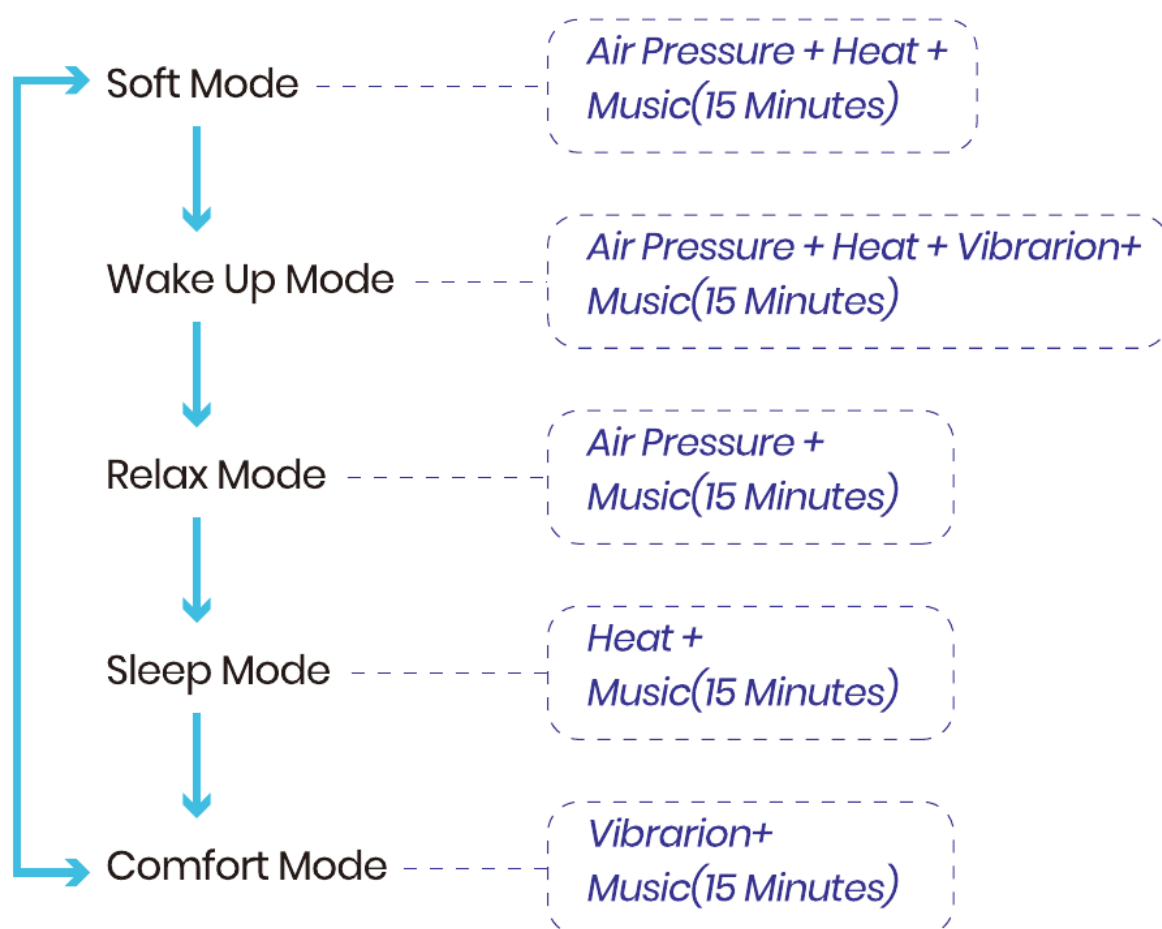 Soft Mode
Air Pressure + Heat +
Music(15 Minutes)
Wake Up Mode
Air Pressure + Heat + Vibrarion+
Music(15 Minutes)
Relax Mode
Air Pressure +
Music(15 Minutes)
Sleep Mode
Heat +
Music(15 Minutes)
Comfort Mode
Vibrarion+
Music(15 Minutes)